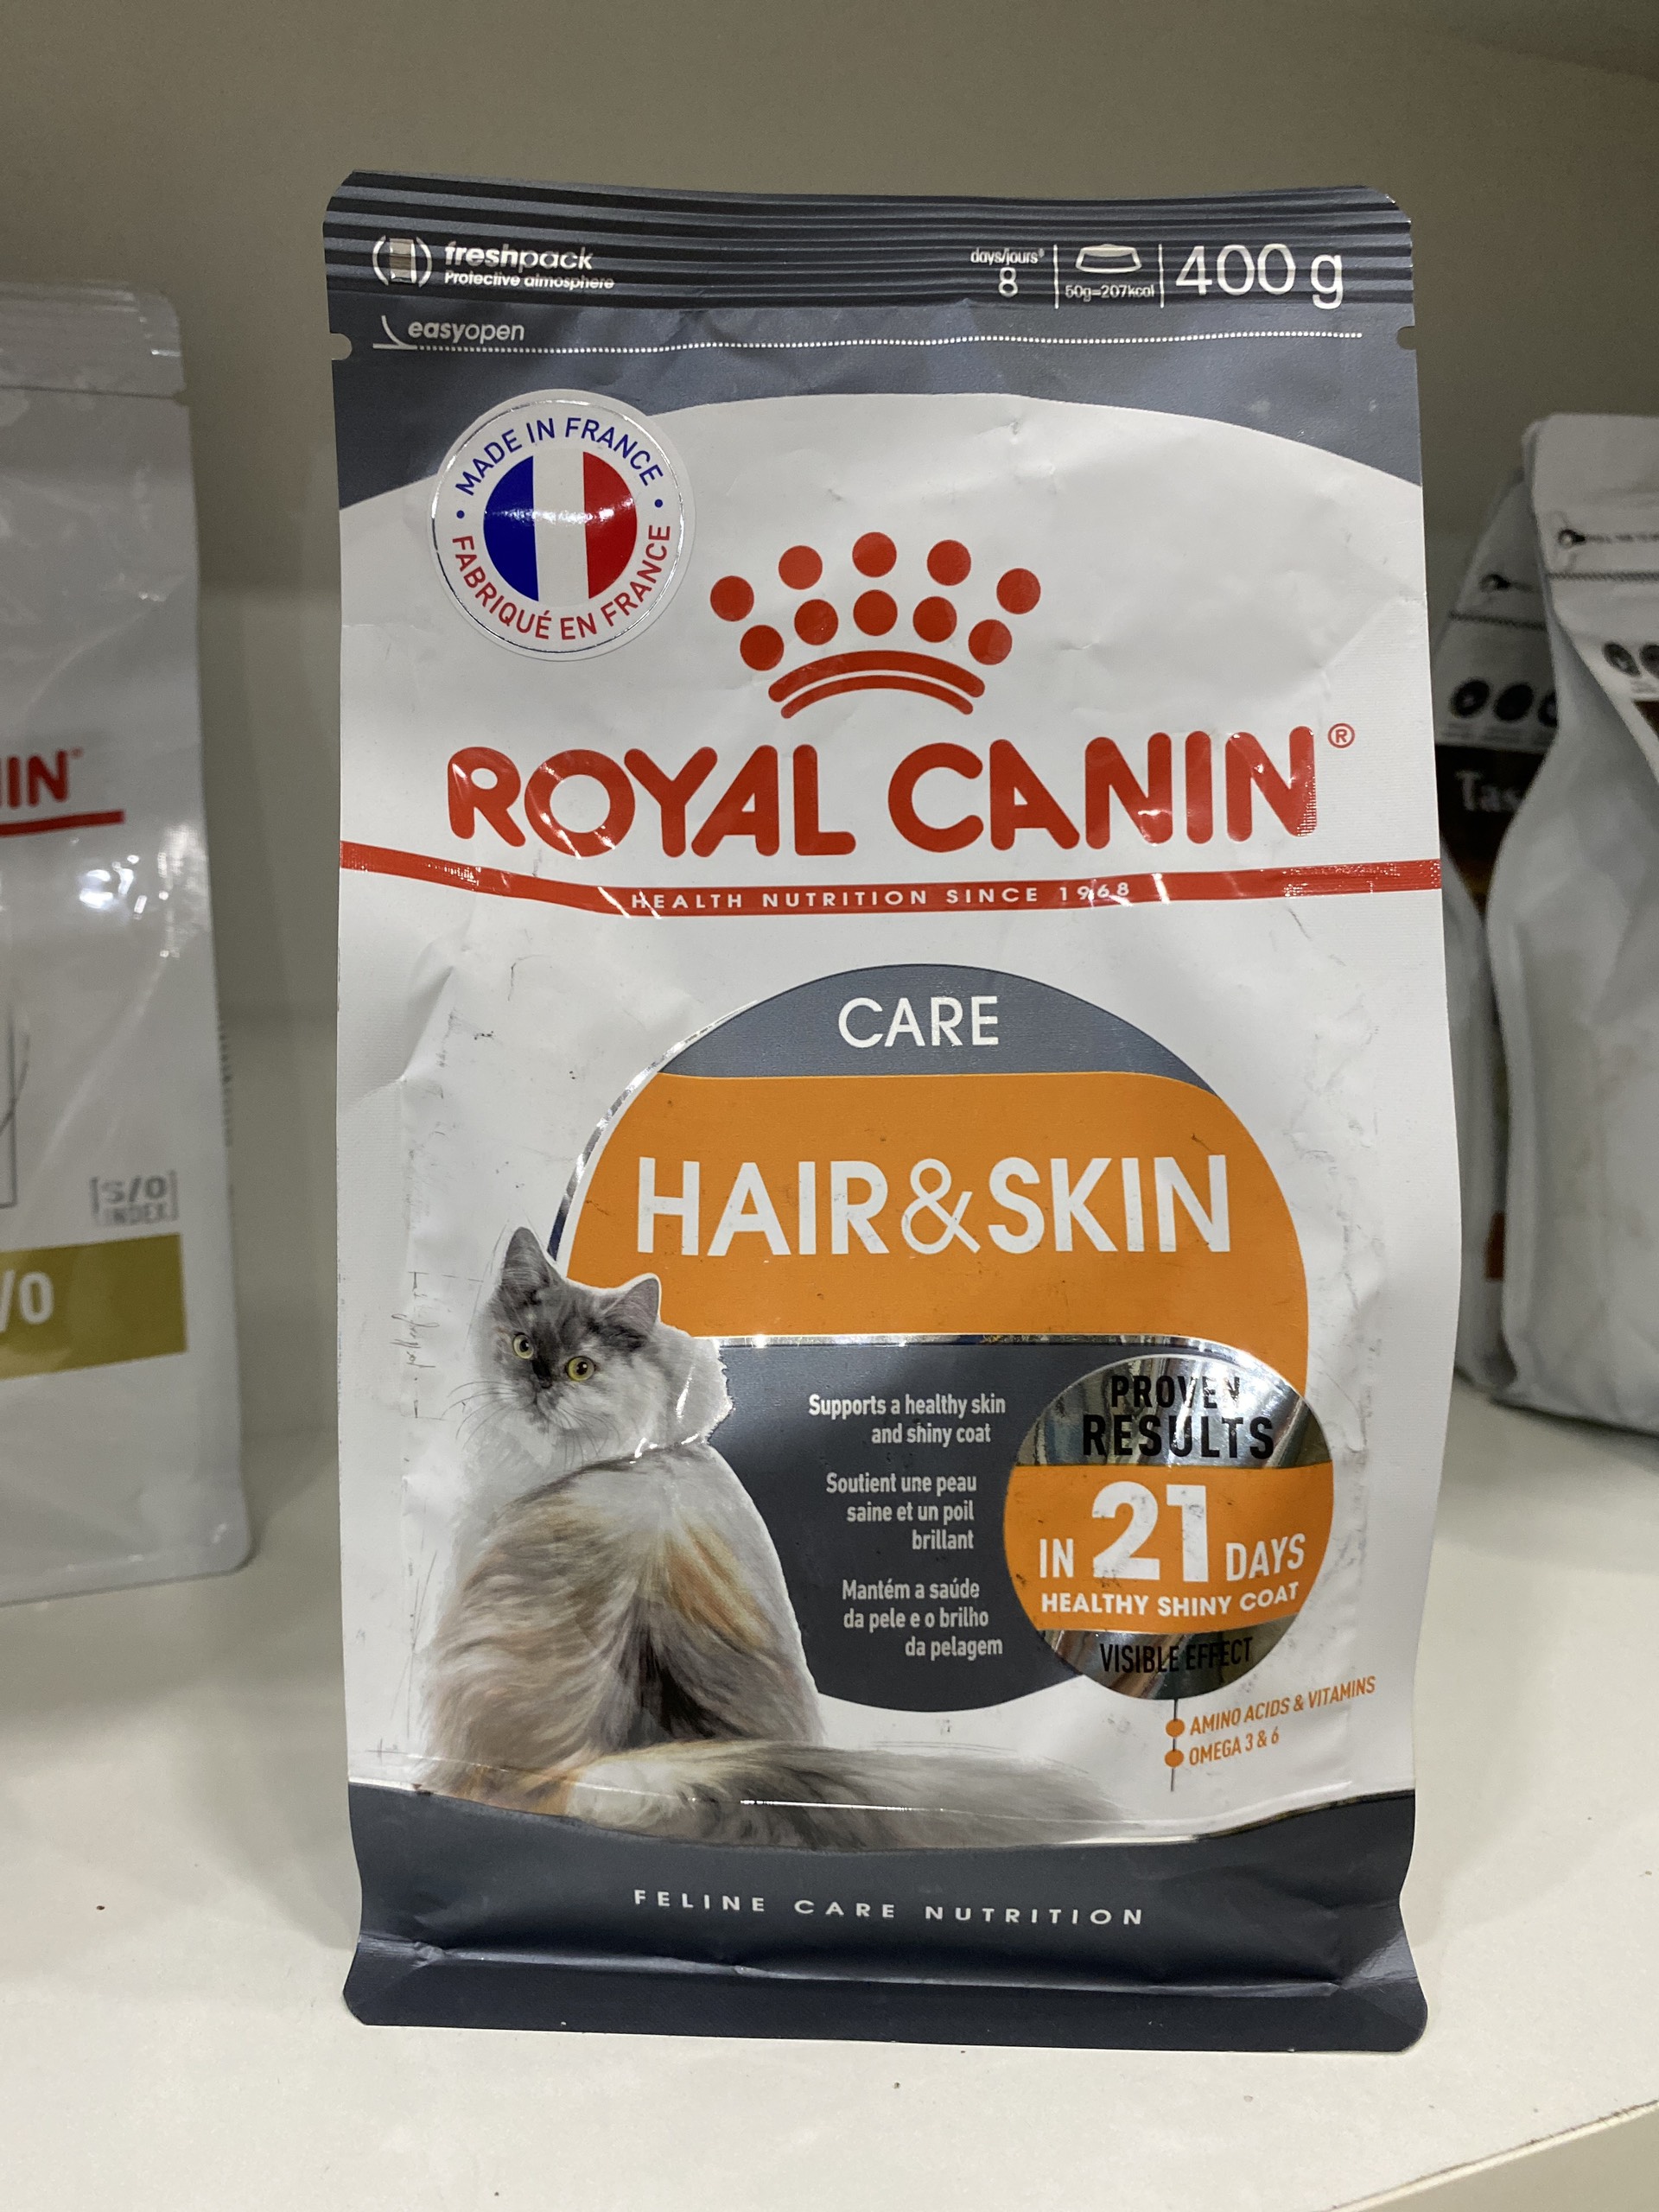 freshpack
Protective atmosphere
days/jours*
8
50g=207kcal
400 g
easyopen
• MADE IN FRANCE •
FABRIQUÉ EN FRANCE
ROYAL CANIN®
HEALTH NUTRITION SINCE 1968
CARE
HAIR&SKIN
Supports a healthy skin
and shiny coat
Soutient une peau
saine et un poil
brillant
Mantém a saúde
da pele e o brilho
da pelagem
PROVEN
RESULTS
IN 21 DAYS
HEALTHY SHINY COAT
VISIBLE EFFECT
AMINO ACIDS & VITAMINS
OMEGA 3 & 6
FELINE CARE NUTRITION
IN®
[S/O]
INDEX
/O
Tas